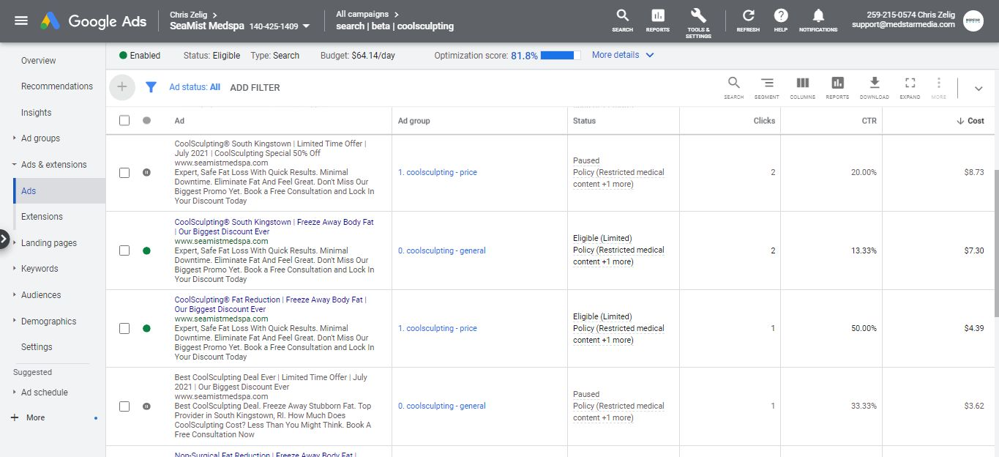 Google Ads
Chris Zelig
SeaMist Medspa 140-425-1409
All campaigns
search | beta | coolsculpting
SEARCH
REPORTS
TOOLS &
SETTINGS
REFRESH
HELP
NOTIFICATIONS
259-215-0574 Chris Zelig
support@medstarmedia.com
Overview
Recommendations
Insights
Ad groups
Ads & extensions
Ads
Extensions
Landing pages
Keywords
Audiences
Demographics
Settings
Suggested
Ad schedule
More
Enabled Status: Eligible Type: Search Budget: $64.14/day Optimization score: 81.8% More details
Ad status: All ADD FILTER
SEARCH SEGMENT COLUMNS REPORTS DOWNLOAD EXPAND MORE
Ad Ad group Status Clicks CTR Cost
CoolSculpting® South Kingstown | Limited Time Offer |
July 2021 | CoolSculpting Special 50% Off
www.seamistmedspa.com
Expert, Safe Fat Loss With Quick Results. Minimal
Downtime. Eliminate Fat And Feel Great. Don't Miss Our
Biggest Promo Yet. Book a Free Consultation and Lock In
Your Discount Today
1. coolsculpting - price
Paused
Policy (Restricted medical
content +1 more)
2
20.00%
$8.73
CoolSculpting® South Kingstown | Freeze Away Body Fat
| Our Biggest Discount Ever
www.seamistmedspa.com
Expert, Safe Fat Loss With Quick Results. Minimal
Downtime. Eliminate Fat And Feel Great. Don't Miss Our
Biggest Promo Yet. Book a Free Consultation and Lock In
Your Discount Today
0. coolsculpting - general
Eligible (Limited)
Policy (Restricted medical
content +1 more)
2
13.33%
$7.30
CoolSculpting® Fat Reduction | Freeze Away Body Fat |
Our Biggest Discount Ever
www.seamistmedspa.com
Expert, Safe Fat Loss With Quick Results. Minimal
Downtime. Eliminate Fat And Feel Great. Don't Miss Our
Biggest Promo Yet. Book a Free Consultation and Lock In
Your Discount Today
1. coolsculpting - price
Eligible (Limited)
Policy (Restricted medical
content +1 more)
1
50.00%
$4.39
Best CoolSculpting Deal Ever | Limited Time Offer | July
2021 | Our Biggest Discount Ever
www.seamistmedspa.com
Best CoolSculpting Deal. Freeze Away Stubborn Fat. Top
Provider in South Kingstown, RI. How Much Does
CoolSculpting Cost? Less Than You Might Think. Book A
Free Consultation Now
0. coolsculpting - general
Paused
Policy (Restricted medical
content +1 more)
1
33.33%
$3.62
Non-Surgical Fat Reduction | Freeze Away Body Fat |